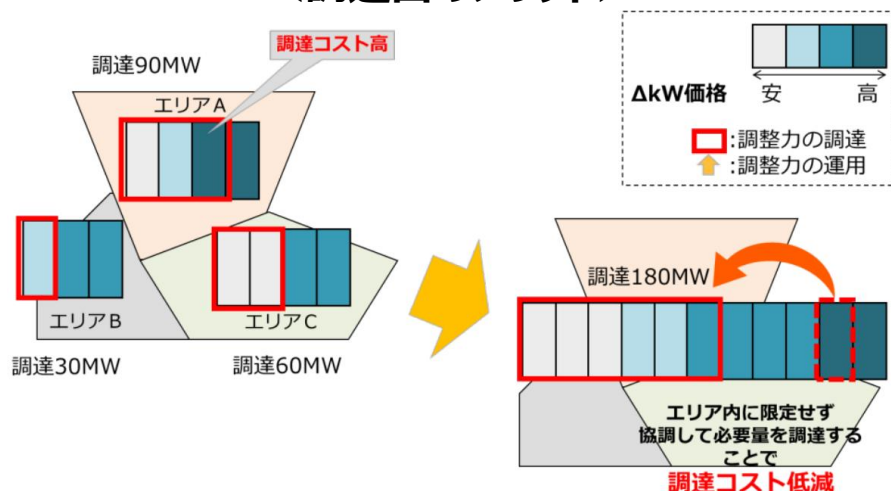 調達コスト高
調達90MW
エリアA
エリアB
エリアC
調達30MW
調達60MW
ΔkW価格
安
高
:調整力の調達
:調整力の運用
調達180MW
エリア内に限定せず
協調して必要量を調達する
ことで
調達コスト低減